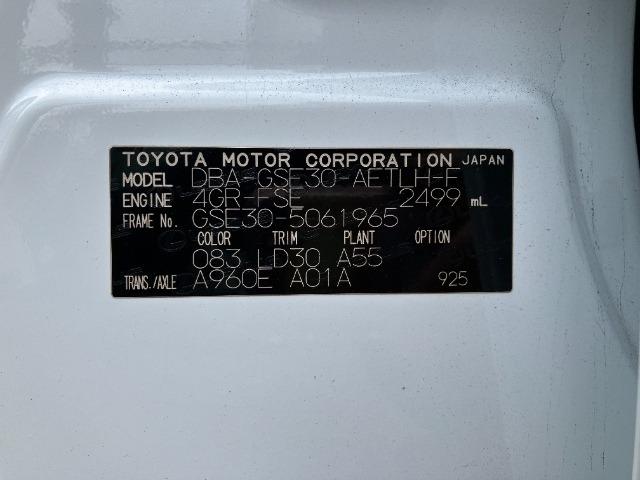 TOYOTA MOTOR CORPORATION JAPAN
MODEL DBA-GSE30-AETLH-F
ENGINE 4GR-FSE 2499 mL
FRAME No. GSE30-5061965
COLOR TRIM PLANT
083 LD30 A55
TRANS./AXLE A960E A01A 925